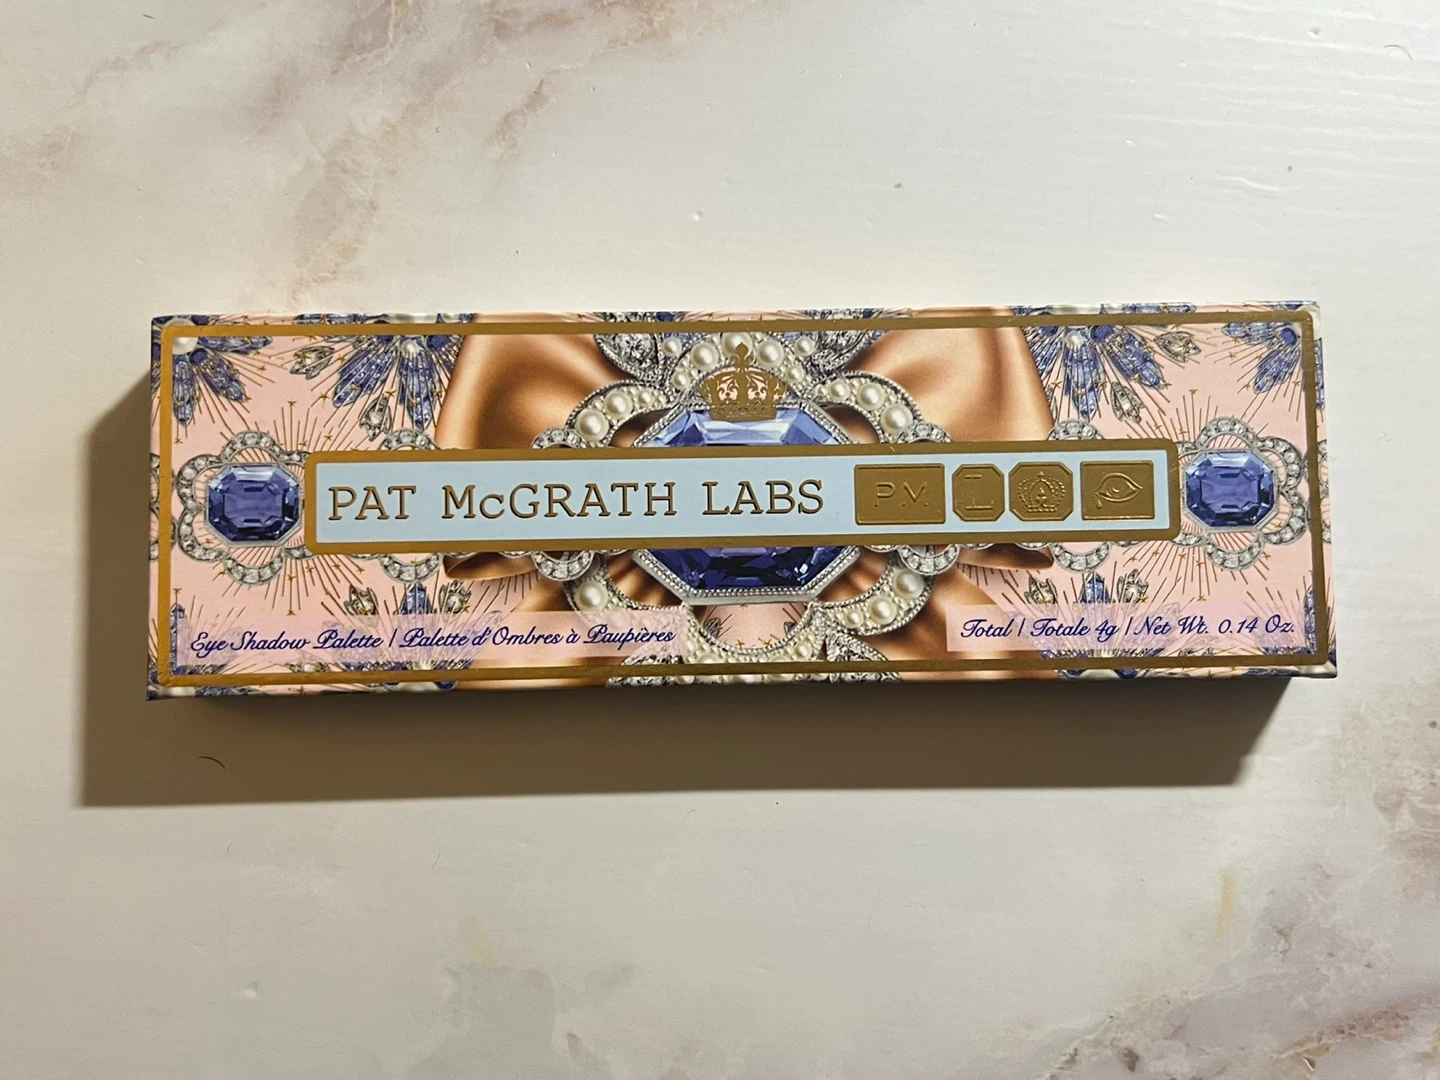 PAT McGRATH LABS PM I
Eye Shadow Palette | Palette d'Ombres à Paupières
Total | Totale 4g | Net Wt. 0.14 Oz.